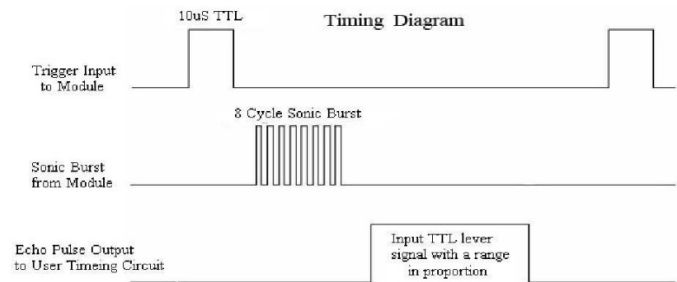 10uS TTL
Timing Diagram
Trigger Input
to Module
8 Cycle Sonic Burst
Sonic Burst
from Module
Echo Pulse Output
to User Timeing Circuit
Input TTL lever
signal with a range
in proportion